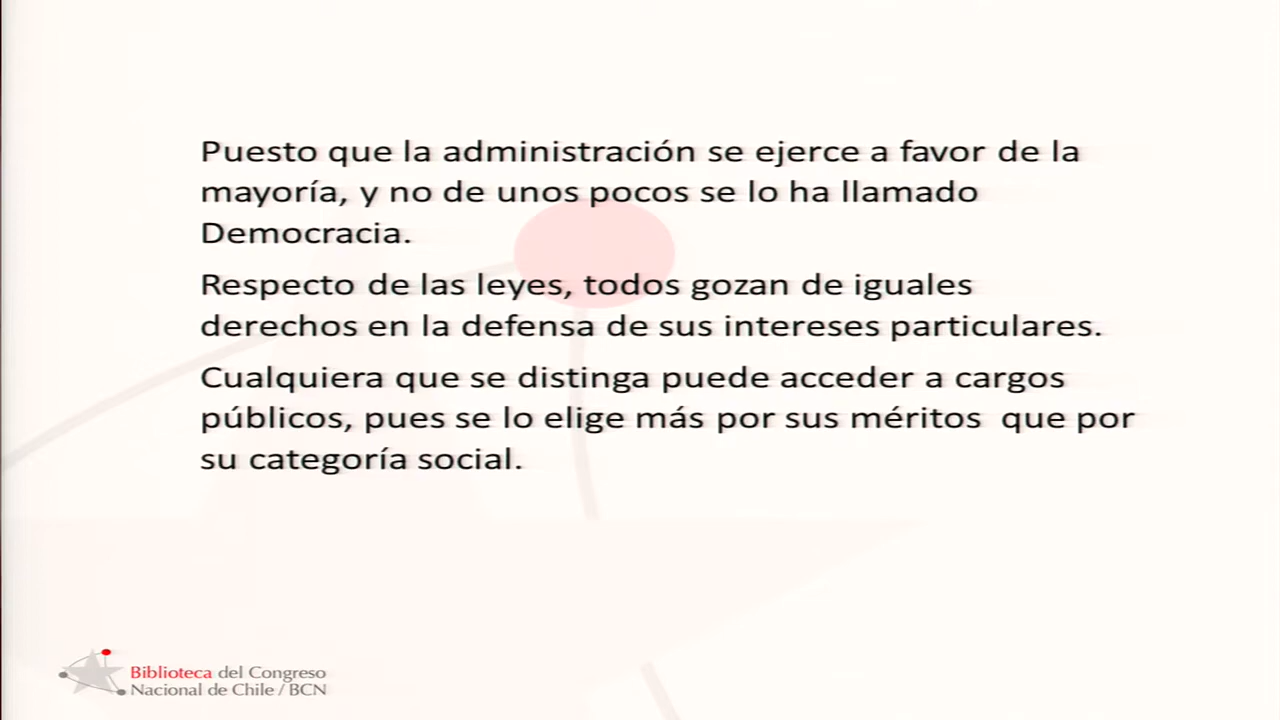 Puesto que la administración se ejerce a favor de la
mayoría, y no de unos pocos se lo ha llamado
Democracia.
Respecto de las leyes, todos gozan de iguales
derechos en la defensa de sus intereses particulares.
Cualquiera que se distinga puede acceder a cargos
públicos, pues se lo elige más por sus méritos  que por
su categoría social.
Biblioteca del Congreso
Nacional de Chile / BCN